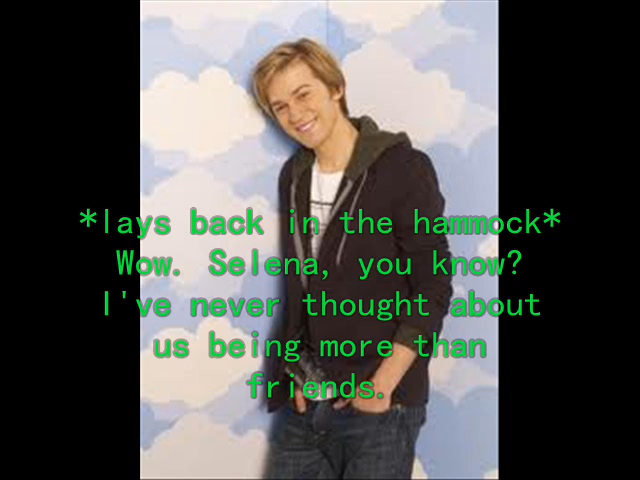 *lays back in the hammock*
Wow. Selena, you know?
I've never thought about
us being more than
friends.